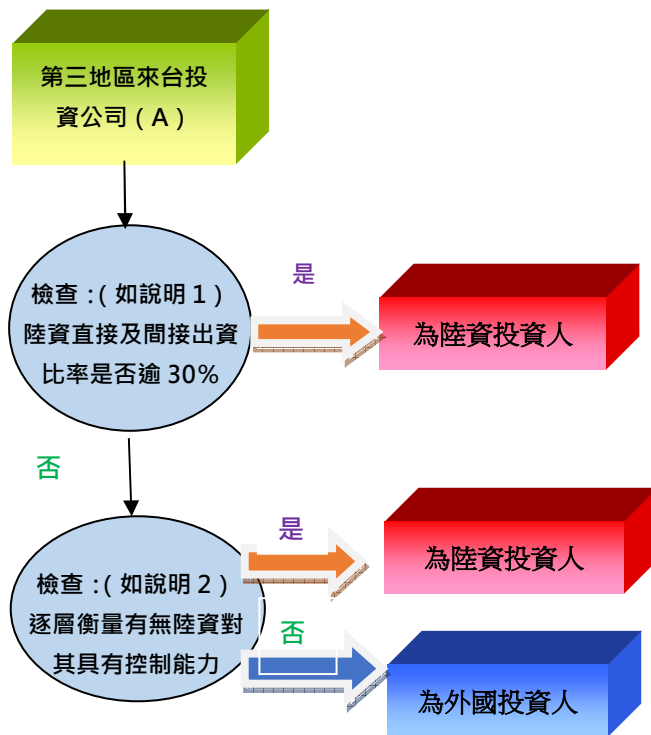 第三地區來台投
資公司（A）
檢查：（如說明1）
陸資直接及間接出資
比率是否逾 30%
是
為陸資投資人
否
檢查：（如說明2）
逐層衡量有無陸資對
其具有控制能力
是
為陸資投資人
否
為外國投資人